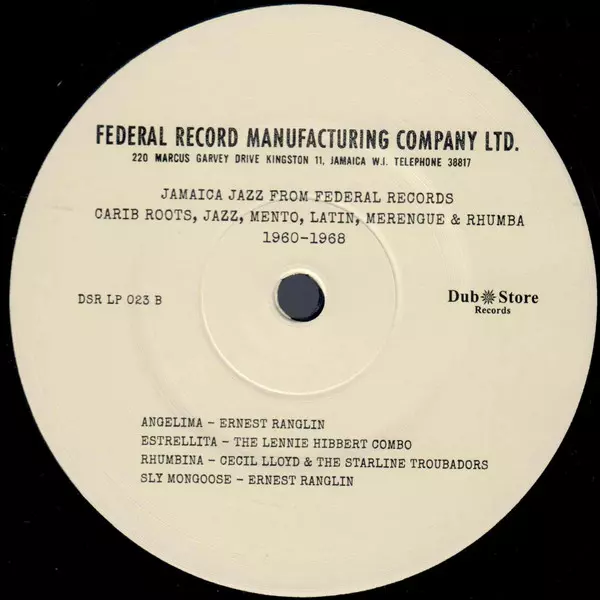 FEDERAL RECORD MANUFACTURING COMPANY LTD.
220 MARCUS GARVEY DRIVE KINGSTON 11, JAMAICA W.I. TELEPHONE 38817
JAMAICA JAZZ FROM FEDERAL RECORDS
CARIB ROOTS, JAZZ, MENTO, LATIN, MERENGUE & RHUMBA
1960-1968
DSR LP 023 B
Dub Store
Records
ANGELIMA - ERNEST RANGLIN
ESTRELLITA - THE LENNIE HIBBERT COMBO
RHUMBINA - CECIL LLOYD & THE STARLINE TROUBADORS
SLY MONGOOSE - ERNEST RANGLIN